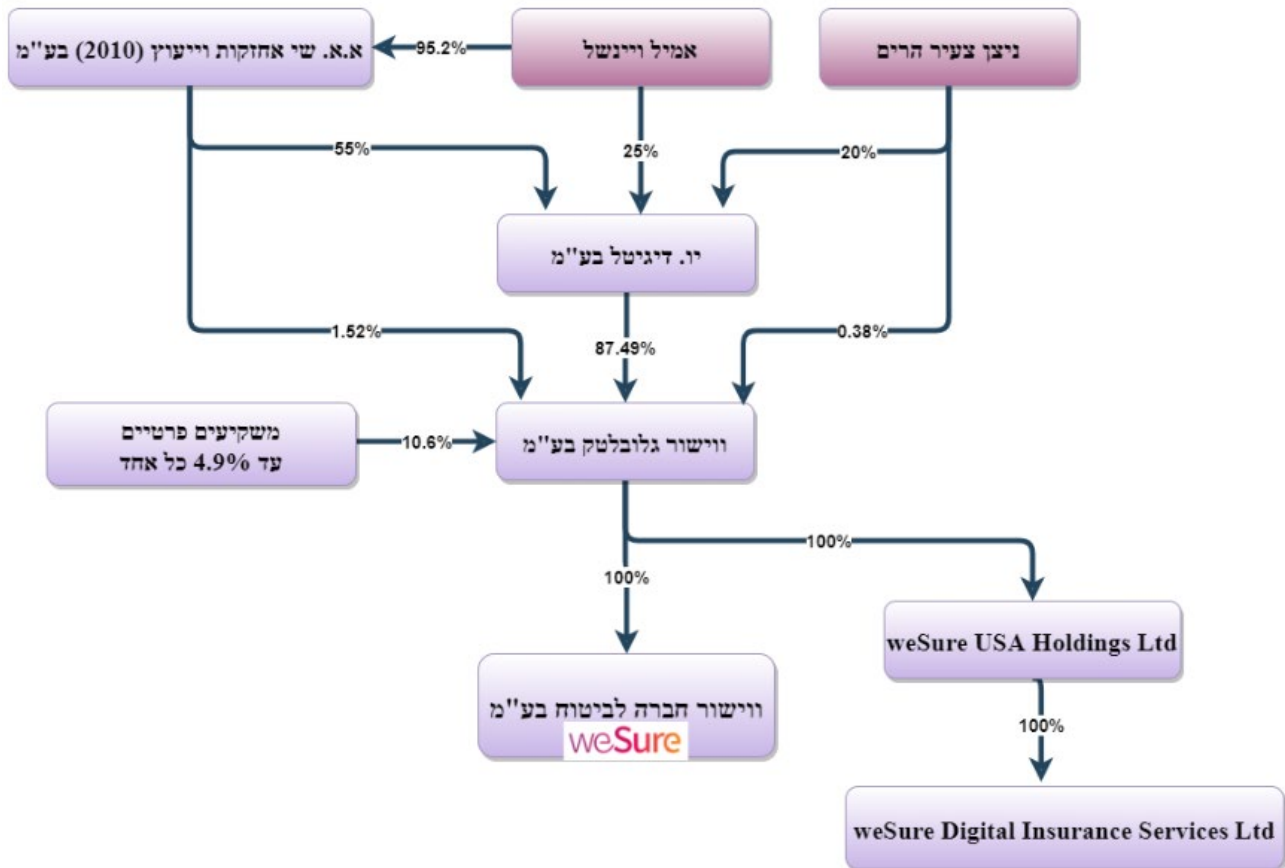 א.א. שי אחזקות וייעוץ (2010) בע"מ
95.2%
אמיל ויינשל
ניצן צעיר הרים
55%
25%
20%
יו. דיגיטל בע"מ
1.52%
87.49%
0.38%
משקיעים פרטיים
עד 4.9% כל אחד
10.6%
ווישור גלובלטק בע"מ
100%
100%
weSure USA Holdings Ltd
ווישור חברה לביטוח בע"מ
weSure
100%
weSure Digital Insurance Services Ltd